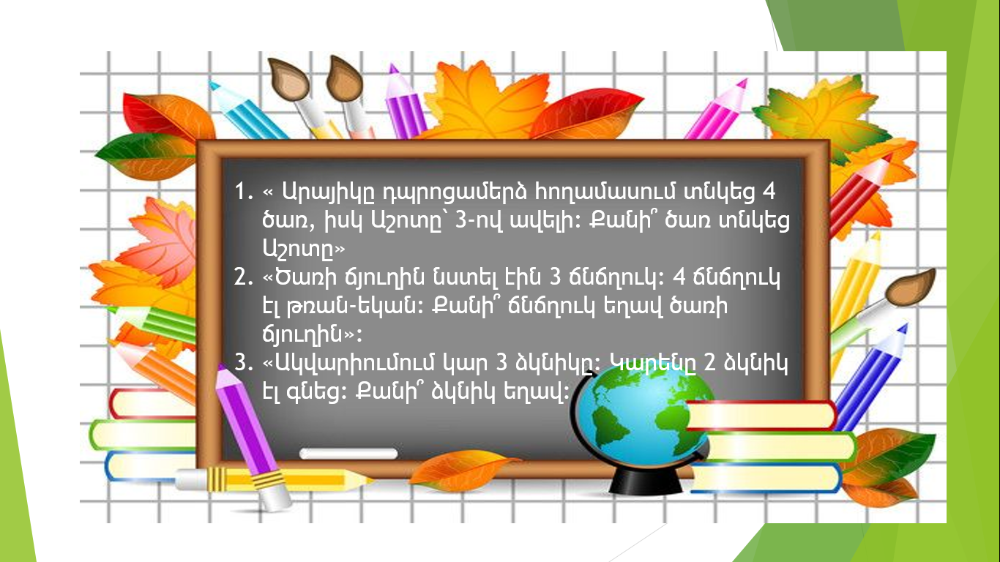 1. « Արայիկը դպրոցամերձ հողամասում տնկեց 4
ծառ, իսկ Աշոտը՝ 3-ով ավելի: Քանի՞ ծառ տնկեց
Աշոտը»
2. «Ծառի ճյուղին նստել էին 3 ճնճղուկ: 4 ճնճղուկ
էլ թռան-եկան: Քանի՞ ճնճղուկ եղավ ծառի
ճյուղին»:
3. «Ակվարիումում կար 3 ձկնիկը: Կարենը 2 ձկնիկ
էլ գնեց: Քանի՞ ձկնիկ եղավ: